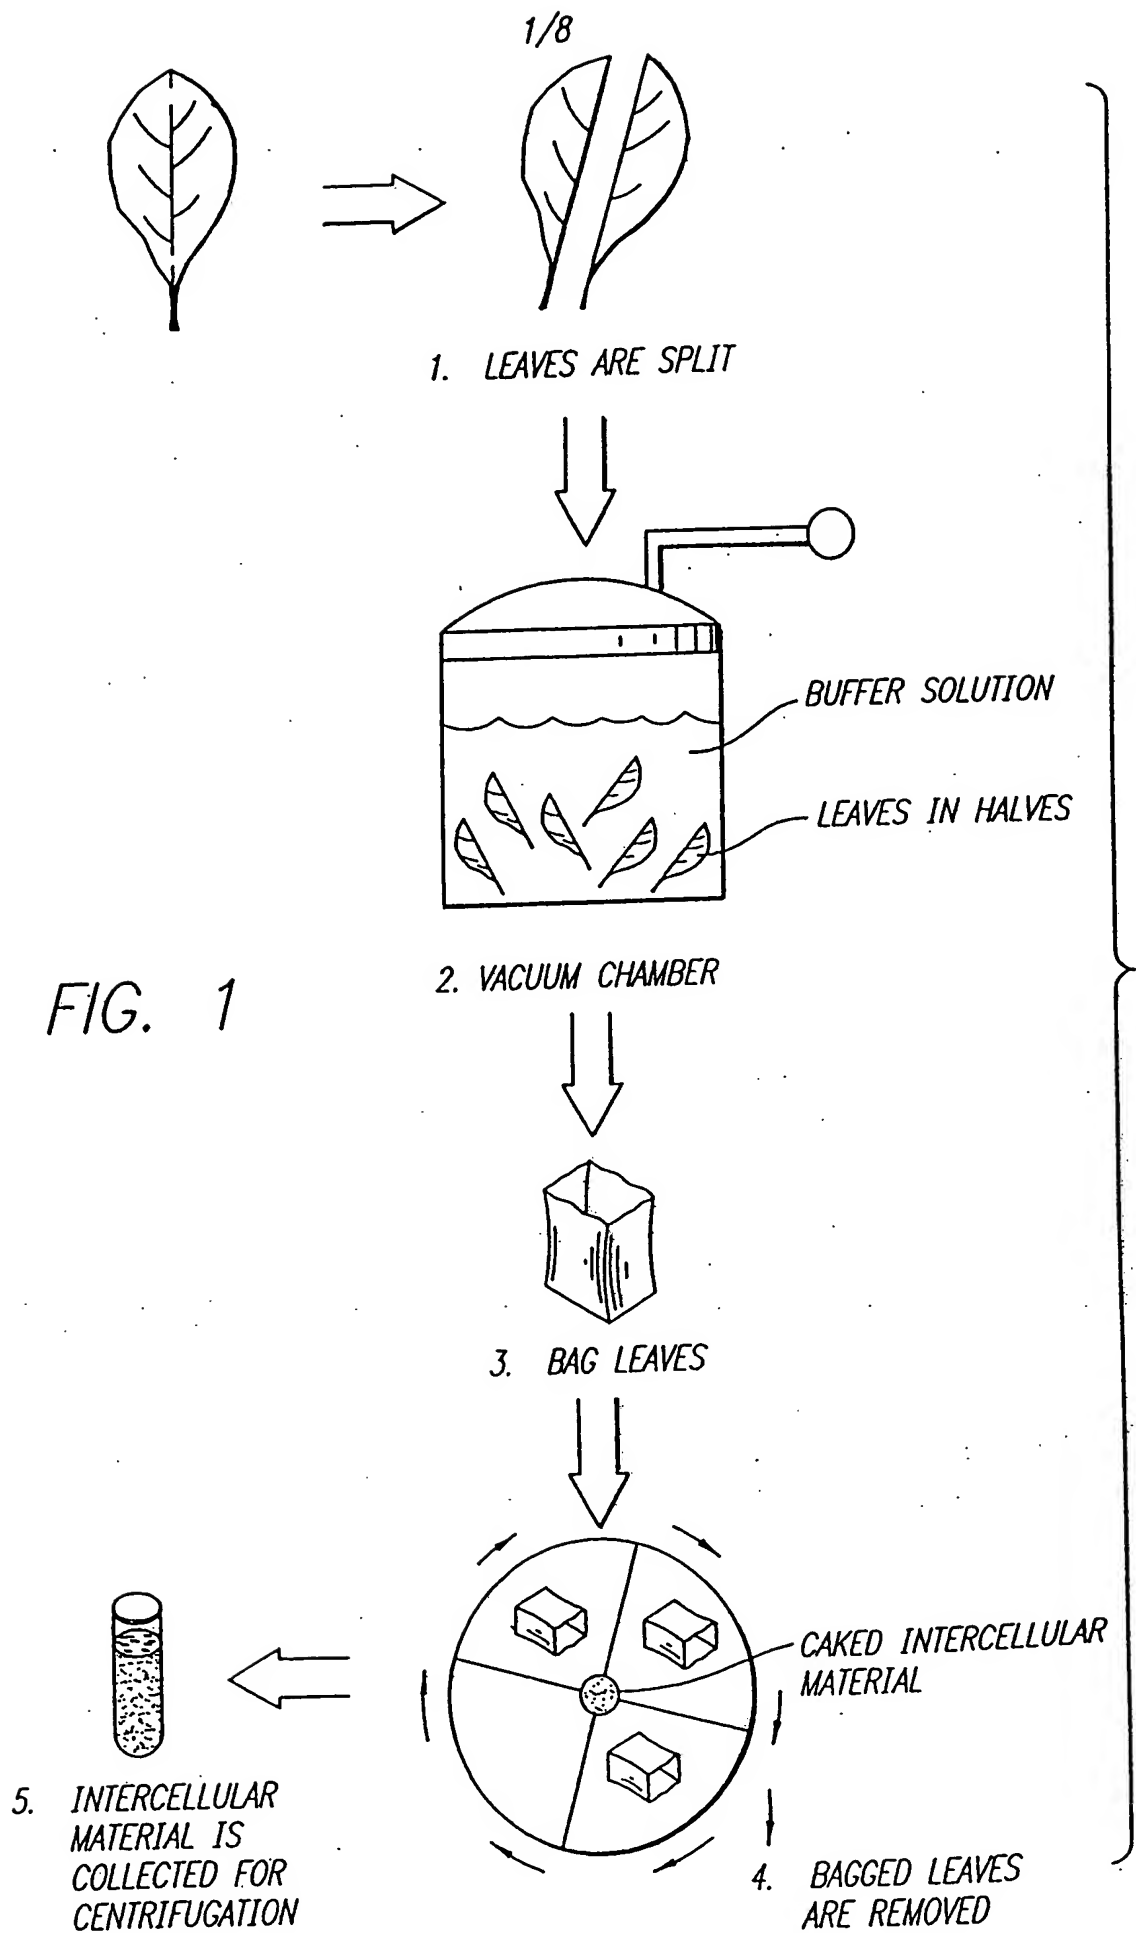 1/8
1. LEAVES ARE SPLIT
BUFFER SOLUTION
LEAVES IN HALVES
2. VACUUM CHAMBER
FIG. 1
3. BAG LEAVES
CAKED INTERCELLULAR
MATERIAL
4. BAGGED LEAVES
ARE REMOVED
5. INTERCELLULAR
MATERIAL IS
COLLECTED FOR
CENTRIFUGATION